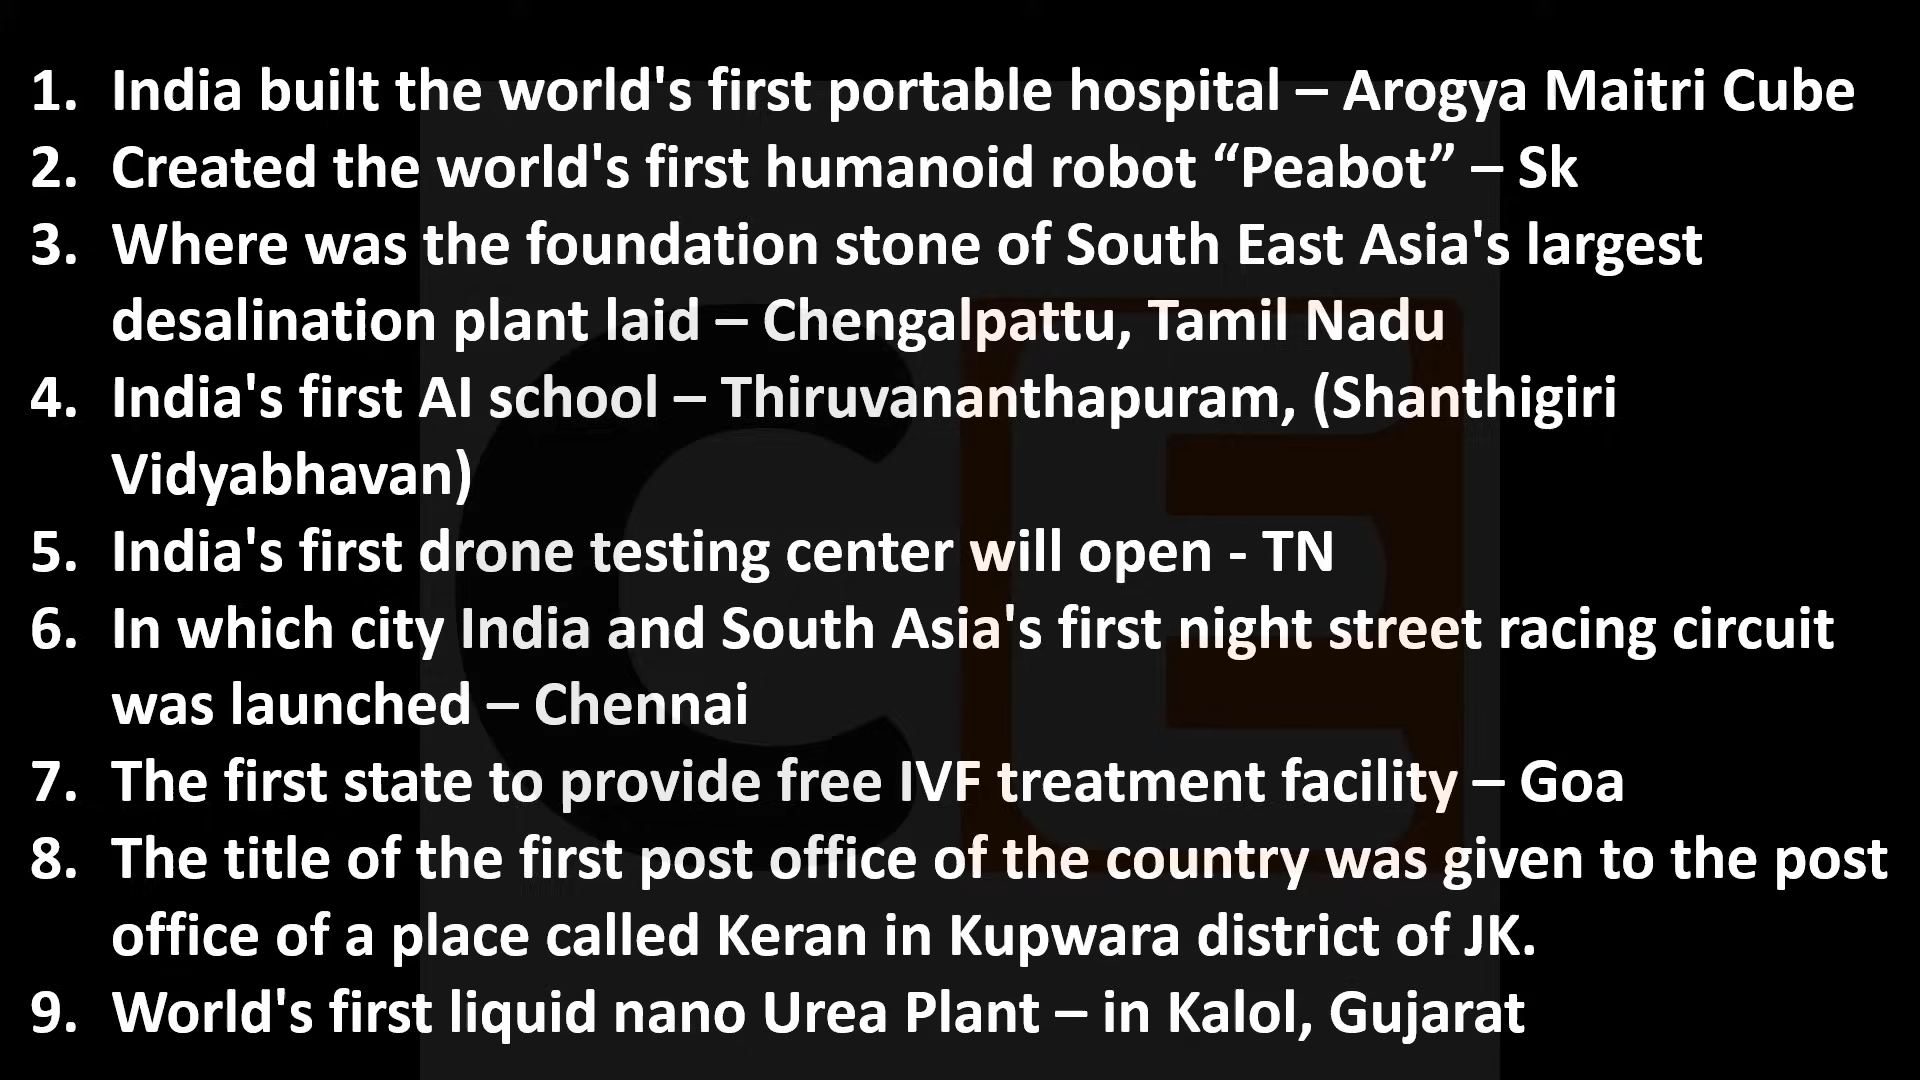 1. India built the world's first portable hospital – Arogya Maitri Cube
2. Created the world's first humanoid robot “Peabot” – Sk
3. Where was the foundation stone of South East Asia's largest
desalination plant laid – Chengalpattu, Tamil Nadu
4. India's first AI school – Thiruvananthapuram, (Shanthigiri
Vidyabhavan)
5. India's first drone testing center will open - TN
6. In which city India and South Asia's first night street racing circuit
was launched – Chennai
7. The first state to provide free IVF treatment facility – Goa
8. The title of the first post office of the country was given to the post
office of a place called Keran in Kupwara district of JK.
9. World's first liquid nano Urea Plant – in Kalol, Gujarat
CE